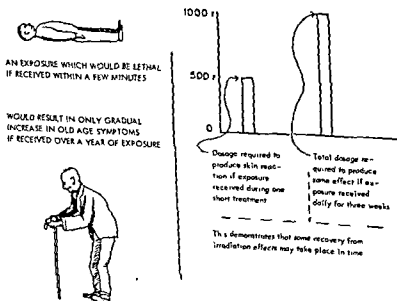 AN EXPOSURE WHICH WOULD BE LETHAL
IF RECEIVED WITHIN A FEW MINUTES
WOULD RESULT IN ONLY GRADUAL
INCREASE IN OLD AGE SYMPTOMS
IF RECEIVED OVER A YEAR OF EXPOSURE
1000 r
500 r
0
Dosage required to
produce skin reac-
tion if exposure
received during one
short treatment
Total dosage re-
quired to produce
same effect if ex-
posure received
daily for three weeks
This demonstrates that some recovery from
irradiation effects may take place in time